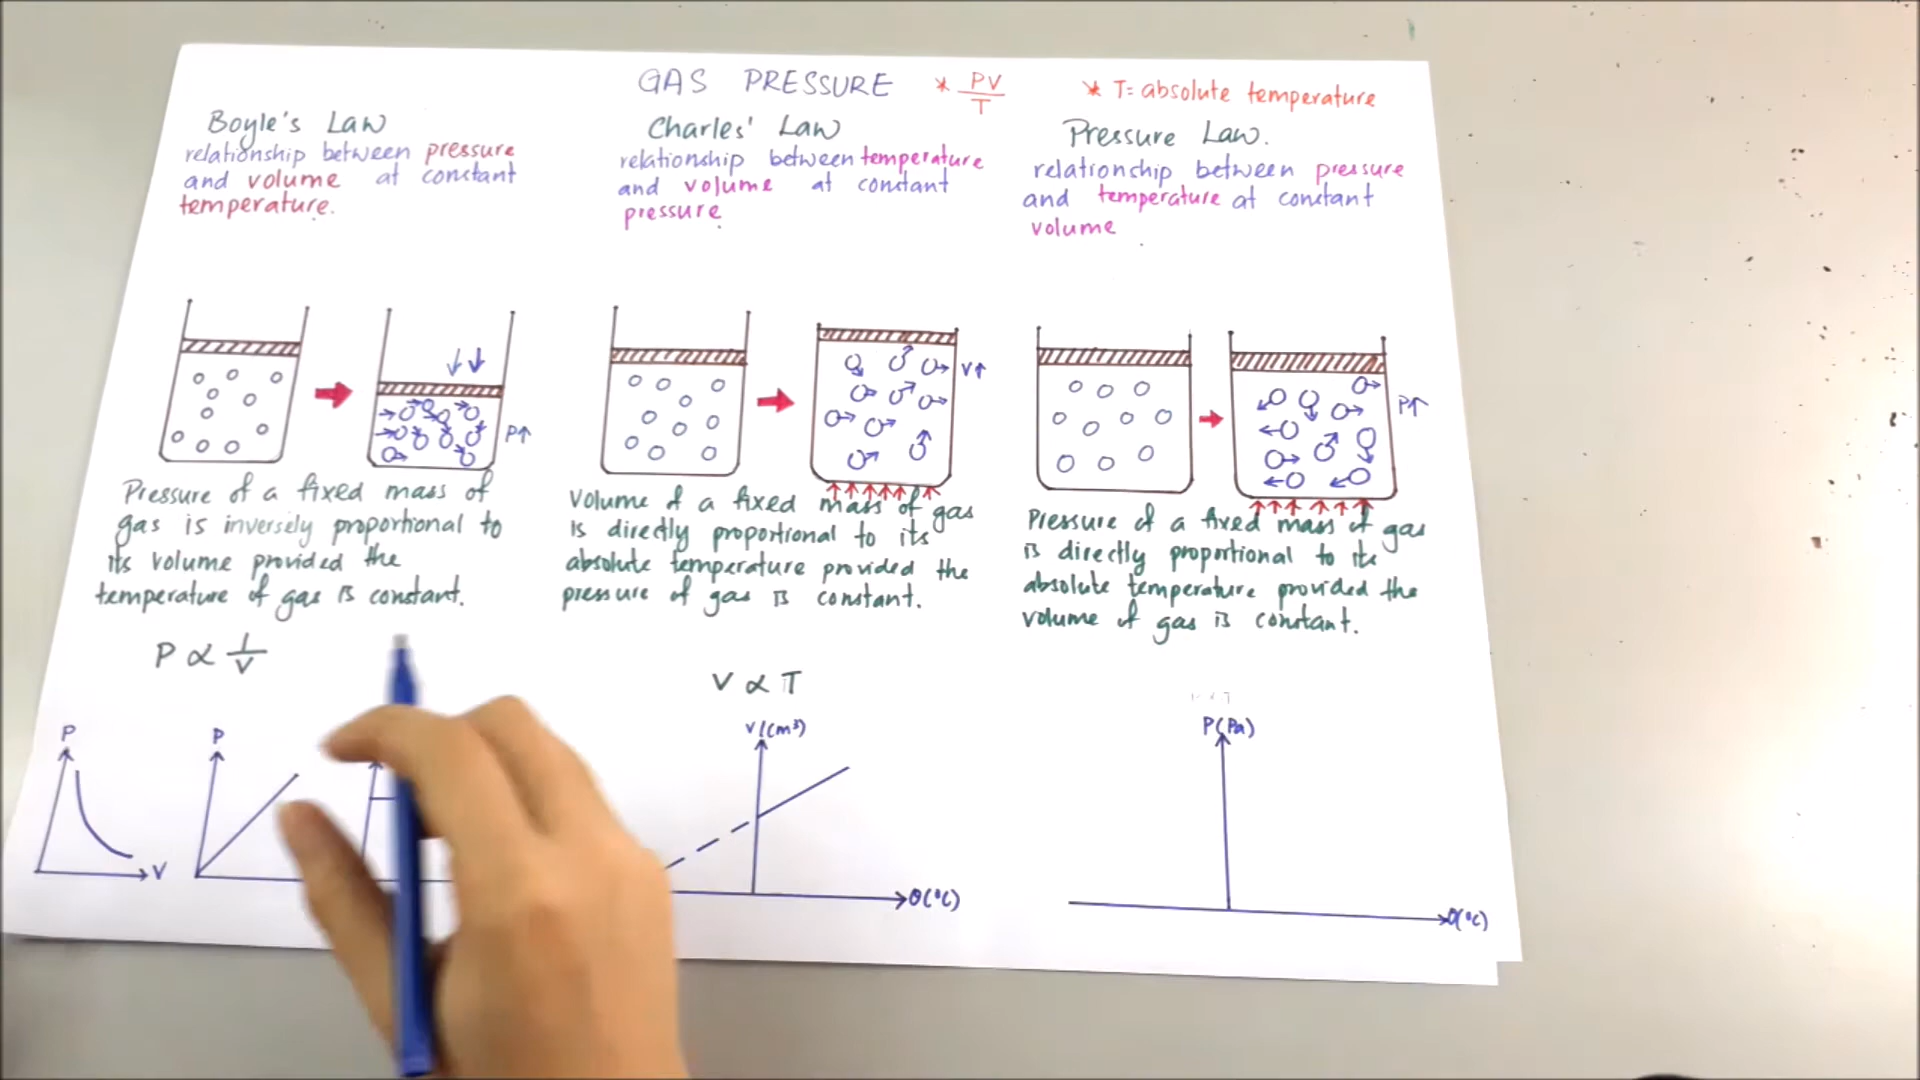 GAS PRESSURE * PV/T * T= absolute temperature
Boyle's Law
relationship between pressure
and volume at constant
temperature.
P↑
Pressure of a fixed mass of
gas is inversely proportional to
its volume provided the
temperature of gas is constant.
P ∝ 1/V
P
V
P
Charles' Law
relationship between temperature
and volume at constant
pressure.
V↑
Volume of a fixed mass of gas
is directly proportional to its
absolute temperature provided the
pressure of gas is constant.
V ∝ T
V/(m³)
θ(°C)
Pressure Law.
relationship between pressure
and temperature at constant
volume
P↑
Pressure of a fixed mass of gas
is directly proportional to its
absolute temperature provided the
volume of gas is constant.
P(Pa)
θ(°C)